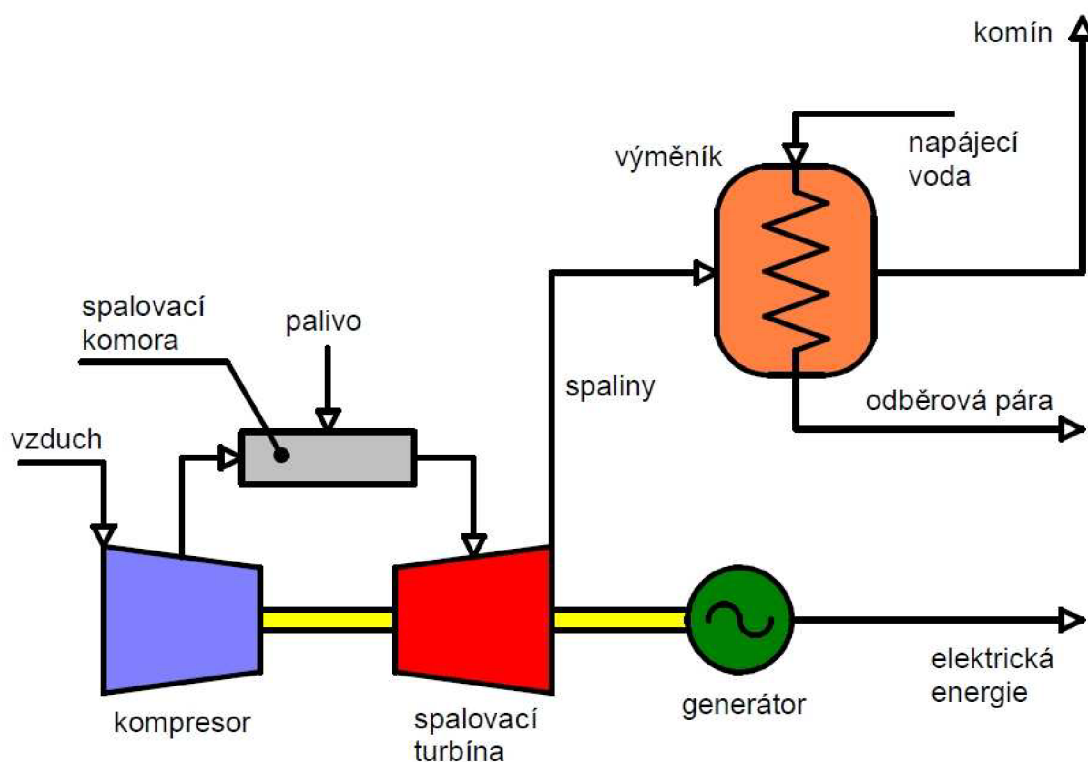 komín
napájecí
voda
výměník
spalovací
komora
palivo
spaliny
odběrová pára
vzduch
elektrická
energie
generátor
kompresor
spalovací
turbína